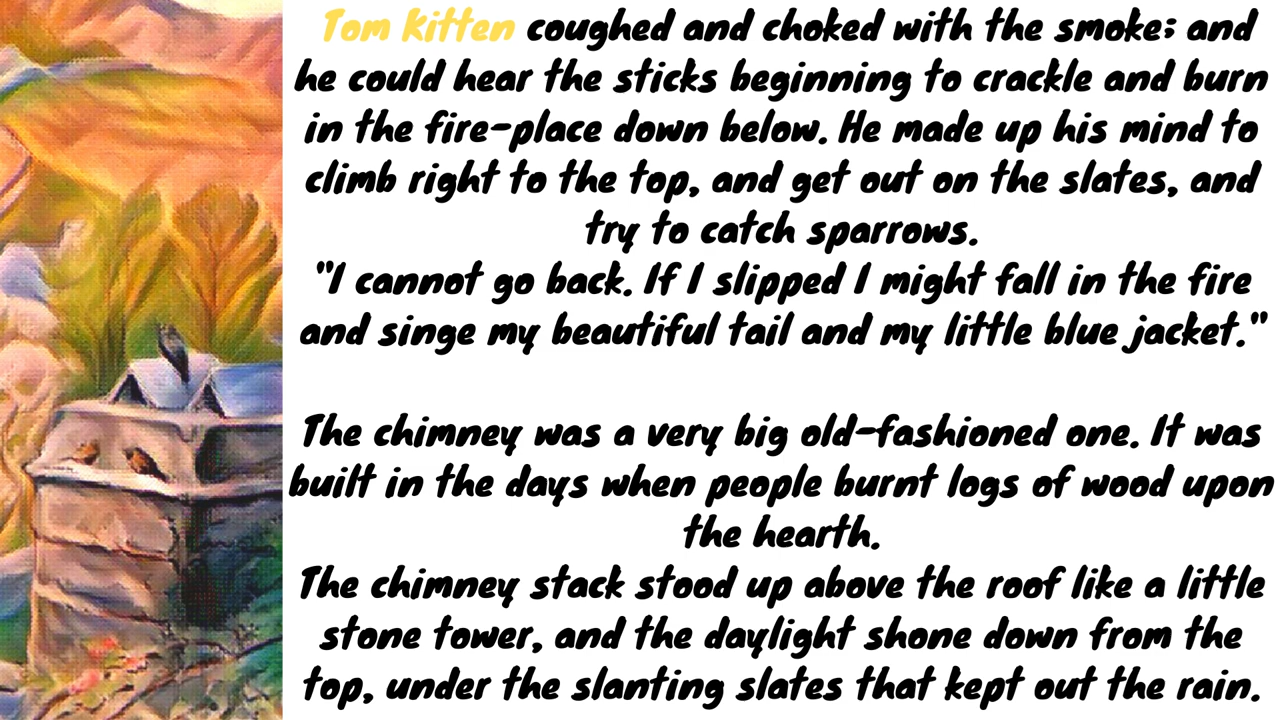 Tom Kitten coughed and choked with the smoke; and
he could hear the sticks beginning to crackle and burn
in the fire-place down below. He made up his mind to
climb right to the top, and get out on the slates, and
try to catch sparrows.
"I cannot go back. If I slipped I might fall in the fire
and singe my beautiful tail and my little blue jacket."
The chimney was a very big old-fashioned one. It was
built in the days when people burnt logs of wood upon
the hearth.
The chimney stack stood up above the roof like a little
stone tower, and the daylight shone down from the
top, under the slanting slates that kept out the rain.